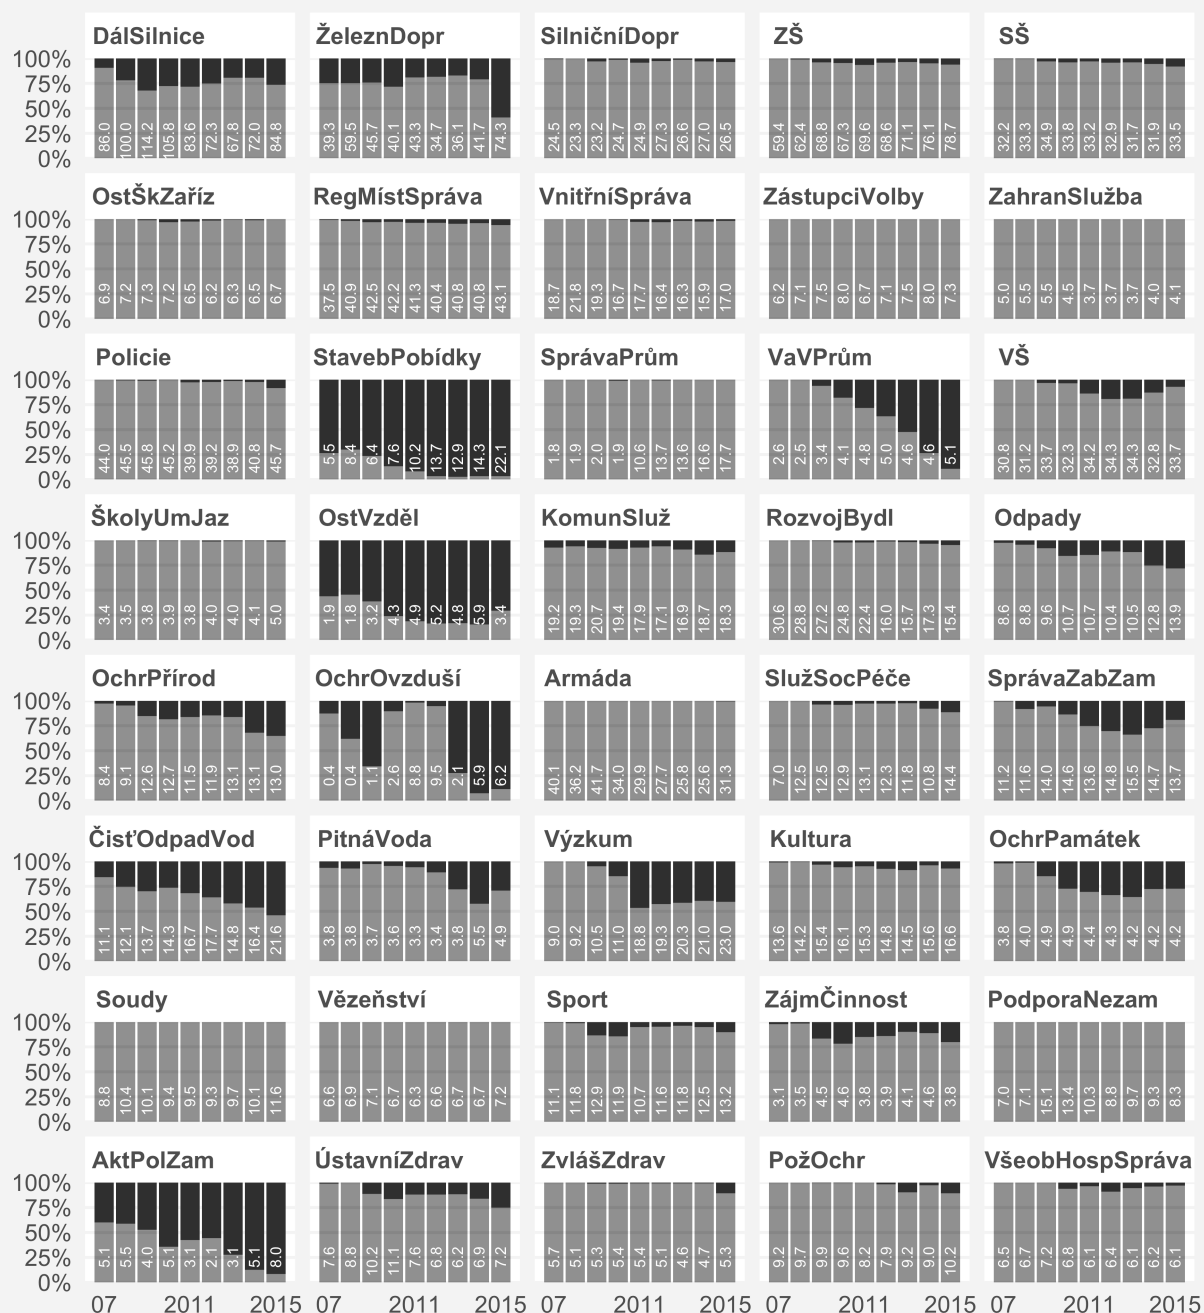 DálSilnice ŽeleznDopr SilničníDopr ZŠ SŠ
100%
75%
50%
25%
0%
86.0 100.0 114.2 105.8 83.6 72.3 67.8 72.0 84.8
39.3 59.5 45.7 40.1 43.3 34.7 36.1 41.7 74.3
24.5 23.3 23.2 24.7 24.9 27.3 26.6 27.0 26.5
59.4 62.4 68.8 67.3 69.6 68.6 71.1 76.1 78.7
32.2 33.3 34.9 33.8 33.2 32.9 31.7 31.9 33.5
OstŠkZaříz RegMístSpráva VnitřníSpráva ZástupciVolby ZahranSlužba
100%
75%
50%
25%
0%
6.9 7.2 7.3 7.2 6.5 6.2 6.3 6.5 6.7
37.5 40.9 42.5 42.2 41.3 40.4 40.8 40.8 43.1
18.7 21.8 19.3 16.7 17.7 16.4 16.3 15.9 17.0
6.2 7.1 7.5 8.0 6.7 7.1 7.5 8.0 7.3
5.0 5.5 5.5 4.5 3.7 3.7 3.7 4.0 4.1
Policie StavebPobídky SprávaPrům VaVPrům VŠ
100%
75%
50%
25%
0%
44.0 45.5 45.8 45.2 39.9 39.2 38.9 40.8 45.7
5.5 8.4 6.4 7.6 10.2 13.7 12.9 14.3 22.1
1.8 1.9 2.0 1.9 10.6 13.7 13.6 16.6 17.7
2.6 2.5 3.4 4.1 4.8 5.0 4.6 4.6 5.1
30.8 31.2 33.7 32.3 34.2 34.3 34.3 32.8 33.7
ŠkolyUmJaz OstVzděl KomunSluž RozvojBydl Odpady
100%
75%
50%
25%
0%
3.4 3.5 3.8 3.9 3.8 4.0 4.0 4.1 5.0
1.9 1.8 3.2 4.3 4.9 5.2 4.8 5.9 3.4
19.2 19.3 20.7 19.4 17.9 17.1 16.9 18.7 18.3
30.6 28.8 27.2 24.8 22.4 16.0 15.7 17.3 15.4
8.6 8.8 9.6 10.7 10.7 10.4 10.5 12.8 13.9
OchrPřírod OchrOvzduší Armáda SlužSocPéče SprávaZabZam
100%
75%
50%
25%
0%
8.4 9.1 12.6 12.7 11.5 11.9 13.1 13.1 13.0
0.4 0.4 1.1 2.6 8.8 9.5 2.1 5.9 6.2
40.1 36.2 41.7 34.0 29.9 27.7 25.8 25.6 31.3
7.0 12.5 12.5 12.9 13.1 12.3 11.8 10.8 14.4
11.2 11.6 14.0 14.6 13.6 14.8 15.5 14.7 13.7
ČisťOdpadVod PitnáVoda Výzkum Kultura OchrPamátek
100%
75%
50%
25%
0%
11.1 12.1 13.7 14.3 16.7 17.7 14.8 16.4 21.6
3.8 3.8 3.7 3.6 3.3 3.4 3.8 5.5 4.9
9.0 9.2 10.5 11.0 18.8 19.3 20.3 21.0 23.0
13.6 14.2 15.4 16.1 15.3 14.8 14.5 15.6 16.6
3.8 4.0 4.9 4.9 4.4 4.3 4.2 4.2 4.2
Soudy Vězeňství Sport ZájmČinnost PodporaNezam
100%
75%
50%
25%
0%
8.8 10.4 10.1 9.4 9.5 9.3 9.7 10.1 11.6
6.6 6.9 7.1 6.7 6.3 6.6 6.7 6.7 7.2
11.1 11.8 12.9 11.9 10.7 11.6 11.8 12.5 13.2
3.1 3.5 4.5 4.6 3.8 3.9 4.1 4.6 3.8
7.0 7.1 15.1 13.4 10.3 8.8 9.7 9.3 8.3
AktPolZam ÚstavníZdrav ZvlášZdrav PožOchr VšeobHospSpráva
100%
75%
50%
25%
0%
5.1 5.5 4.0 5.1 3.1 2.1 3.1 5.1 8.0
7.6 8.8 10.2 11.1 7.6 6.8 6.2 6.9 7.2
5.7 5.1 5.3 5.4 5.4 5.1 4.6 4.7 5.3
9.2 9.7 9.9 9.6 8.2 7.9 9.2 9.0 10.2
6.5 6.7 7.2 6.8 6.1 6.4 6.1 6.2 6.1
07 2011 2015 07 2011 2015 07 2011 2015 07 2011 2015 07 2011 2015